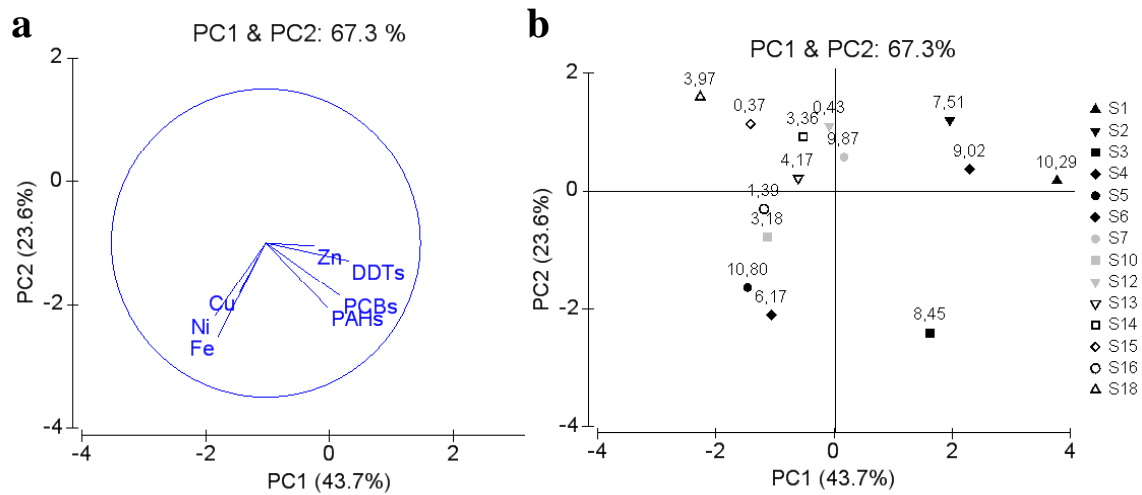 a
PC1 & PC2: 67.3 %
2
0
-2
-4
PC2 (23.6%)
Zn
DDTs
PCBs
PAHs
Cu
Ni
Fe
-4 -2 0 2
PC1 (43.7%)
b
PC1 & PC2: 67.3%
2
0
-2
-4
PC2 (23.6%)
3,97
0,37
3,36
0,43
9,87
7,51
9,02
10,29
4,17
1,39
3,18
10,80
6,17
8,45
-4 -2 0 2 4
PC1 (43.7%)
S1
S2
S3
S4
S5
S6
S7
S10
S12
S13
S14
S15
S16
S18